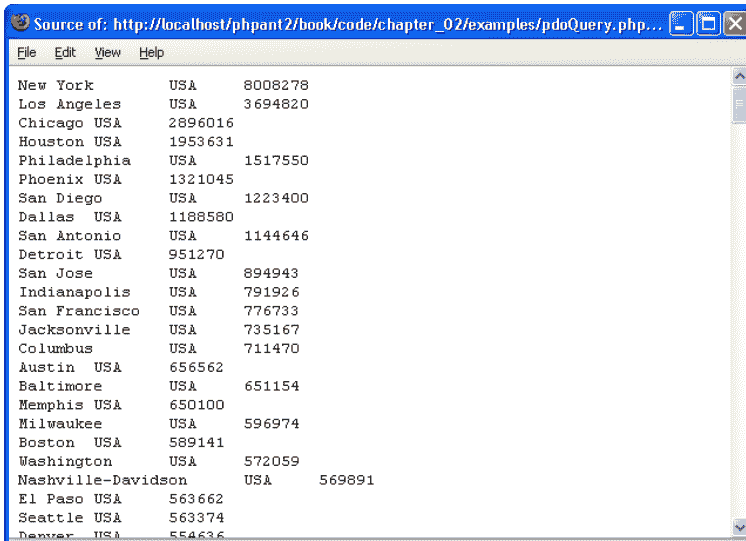 Source of: http://localhost/phpant2/book/code/chapter_02/examples/pdoQuery.php...
File Edit View Help
New York USA 8008278
Los Angeles USA 3694820
Chicago USA 2896016
Houston USA 1953631
Philadelphia USA 1517550
Phoenix USA 1321045
San Diego USA 1223400
Dallas USA 1188580
San Antonio USA 1144646
Detroit USA 951270
San Jose USA 894943
Indianapolis USA 791926
San Francisco USA 776733
Jacksonville USA 735167
Columbus USA 711470
Austin USA 656562
Baltimore USA 651154
Memphis USA 650100
Milwaukee USA 596974
Boston USA 589141
Washington USA 572059
Nashville-Davidson USA 569891
El Paso USA 563662
Seattle USA 563374
Denver USA 554636